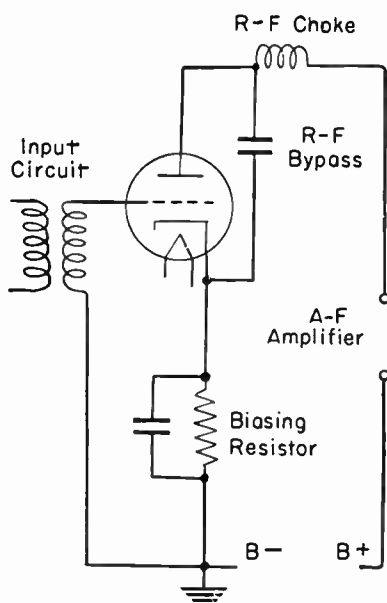 R-F Choke
Input
Circuit
R-F
Bypass
A-F
Amplifier
Biasing
Resistor
B- B+